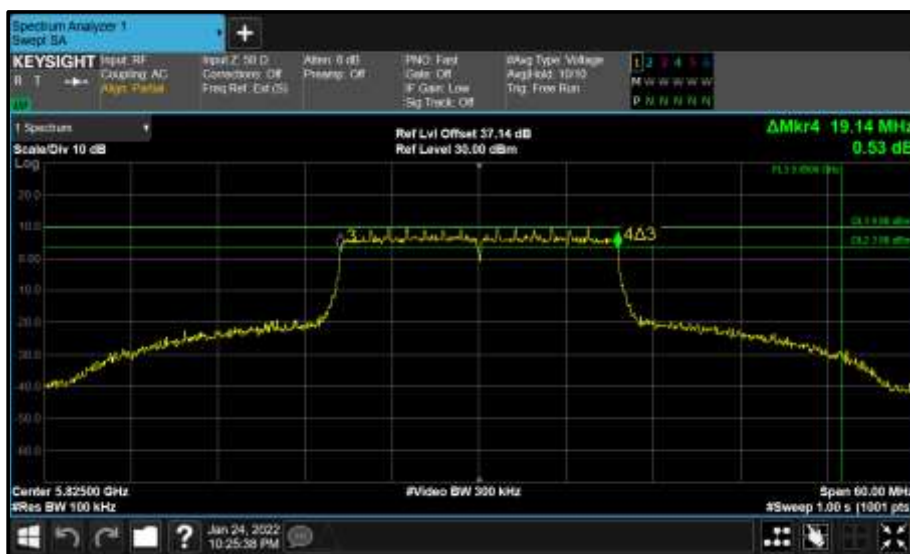 Spectrum Analyzer 1
Swept SA
KEYSIGHT
R T
Input: RF
Coupling: AC
Align: Partial
Input Z: 50 Ω
Corrections: Off
Freq Ref: Ext (S)
Atten: 0 dB
Preamp: Off
PNO: Fast
Gate: Off
IF Gain: Low
Sig Track: Off
#Avg Type: Voltage
Avg|Hold: 10/10
Trig: Free Run
1 2 3 4 5 6
M W W W W W
P N N N N N
1 Spectrum
Scale/Div 10 dB
Ref Lvl Offset 37.14 dB
Ref Level 30.00 dBm
ΔMkr4 19.14 MHz
0.53 dB
Log
20.0
10.0
0.00
-10.0
-20.0
-30.0
-40.0
-50.0
-60.0
3
4Δ3
Center 5.82500 GHz
#Res BW 100 kHz
#Video BW 300 kHz
Span 60.00 MHz
#Sweep 1.00 s (1001 pts)
?
Jan 24, 2022
10:25:38 PM